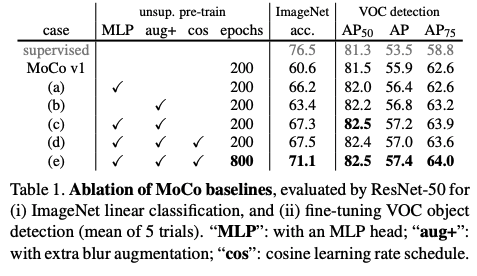 unsup. pre-train ImageNet VOC detection
case MLP aug+ cos epochs acc. AP50 AP AP75
supervised 76.5 81.3 53.5 58.8
MoCo v1 200 60.6 81.5 55.9 62.6
(a) ✓ 200 66.2 82.0 56.4 62.6
(b) ✓ 200 63.4 82.2 56.8 63.2
(c) ✓ ✓ 200 67.3 82.5 57.2 63.9
(d) ✓ ✓ ✓ 200 67.5 82.4 57.0 63.6
(e) ✓ ✓ ✓ 800 71.1 82.5 57.4 64.0
Table 1. Ablation of MoCo baselines, evaluated by ResNet-50 for
(i) ImageNet linear classification, and (ii) fine-tuning VOC object
detection (mean of 5 trials). “MLP”: with an MLP head; “aug+”:
with extra blur augmentation; “cos”: cosine learning rate schedule.